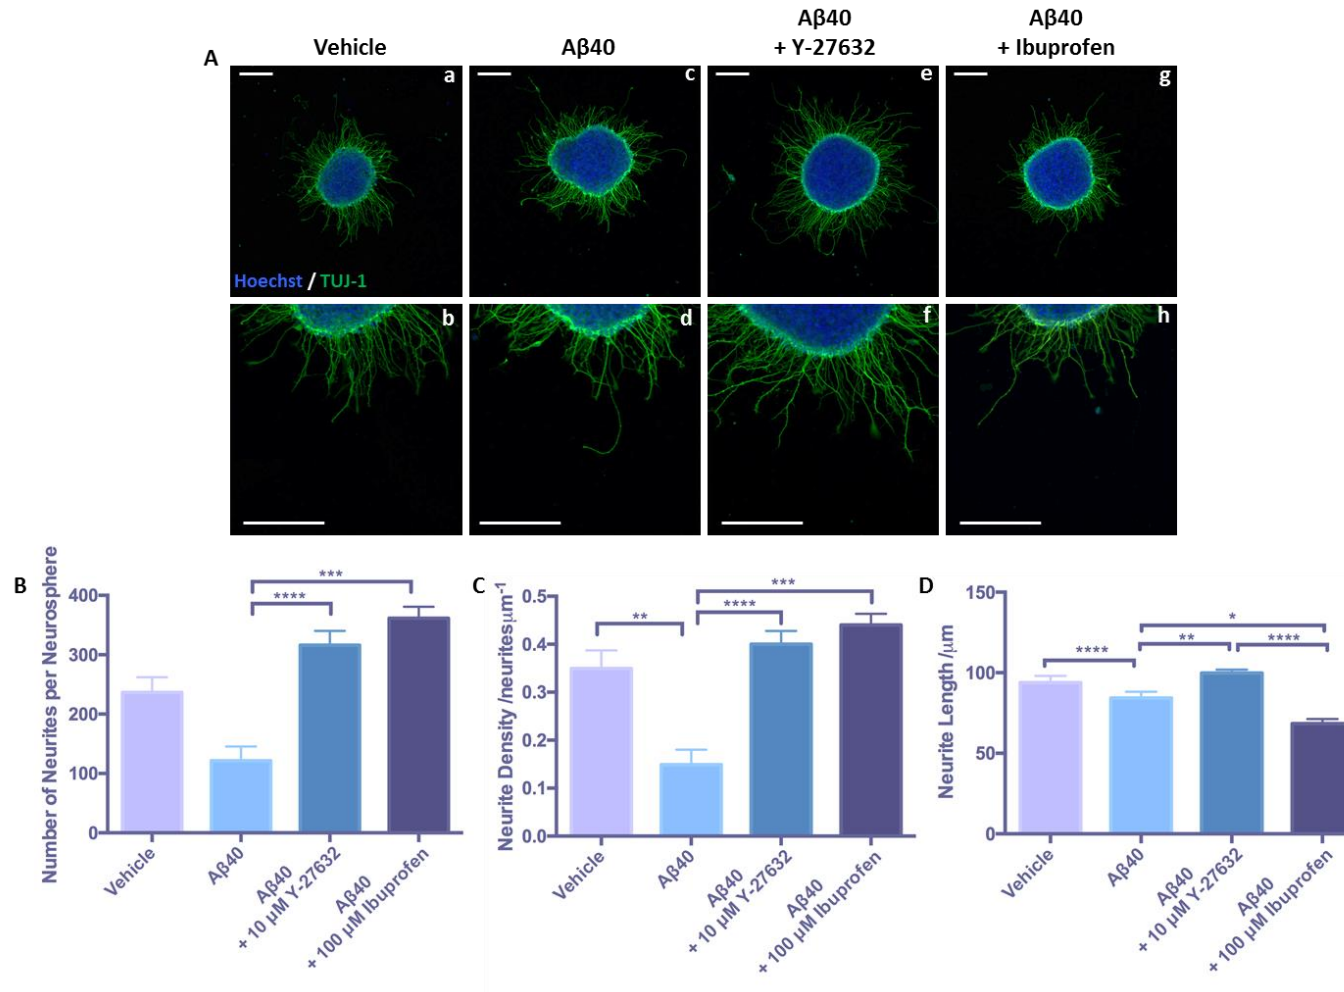 A
Vehicle
Aβ40
Aβ40
+ Y-27632
Aβ40
+ Ibuprofen
a
c
e
g
Hoechst / TUJ-1
b
d
f
h
B
Number of Neurites per Neurosphere
400
300
200
100
0
***
****
Vehicle
Aβ40
Aβ40
+ 10 µM Y-27632
Aβ40
+ 100 µM Ibuprofen
C
Neurite Density /neuritesµm-1
0.5
0.4
0.3
0.2
0.1
0.0
**
***
****
Vehicle
Aβ40
Aβ40
+ 10 µM Y-27632
Aβ40
+ 100 µM Ibuprofen
D
Neurite Length /µm
150
100
50
0
****
*
**
****
Vehicle
Aβ40
Aβ40
+ 10 µM Y-27632
Aβ40
+ 100 µM Ibuprofen